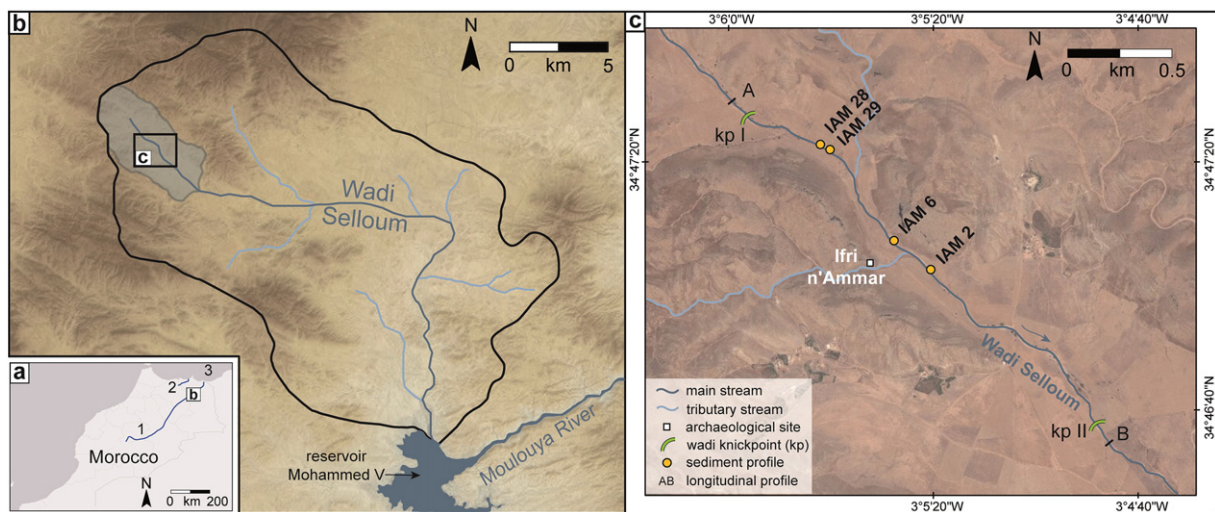 b
N
0 5
km
c
Wadi
Selloum
reservoir
Mohammed V
Moulouya River
a
3
2
b
1
Morocco
N
0 km 200
c
3°6'0"W 3°5'20"W 3°4'40"W
N
0 0.5
km
A
kp I
IAM 28
IAM 29
34°47'20"N
34°47'20"N
IAM 6
IAM 2
Ifri
n'Ammar
Wadi Selloum
main stream
tributary stream
archaeological site
wadi knickpoint (kp)
sediment profile
AB longitudinal profile
kp II
B
34°46'40"N
34°46'40"N
3°6'0"W 3°5'20"W 3°4'40"W